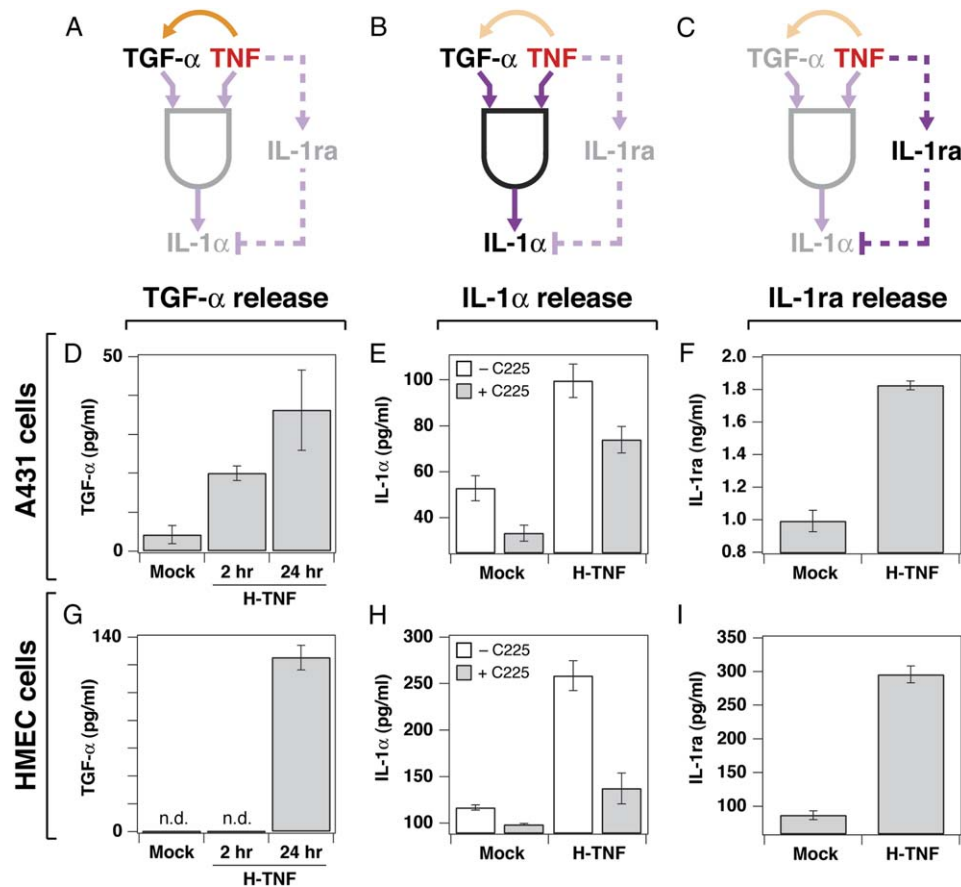 A
TGF-α TNF
IL-1ra
IL-1α
B
TGF-α TNF
IL-1ra
IL-1α
C
TGF-α TNF
IL-1ra
IL-1α
TGF-α release
IL-1α release
IL-1ra release
A431 cells
D
TGF-α (pg/ml)
50
0
Mock
2 hr
24 hr
H-TNF
E
IL-1α (pg/ml)
100
80
60
40
– C225
+ C225
Mock
H-TNF
F
IL-1ra (ng/ml)
2.0
1.8
1.6
1.4
1.2
1.0
0.8
Mock
H-TNF
HMEC cells
G
TGF-α (pg/ml)
140
0
n.d.
n.d.
Mock
2 hr
24 hr
H-TNF
H
IL-1α (pg/ml)
300
250
200
150
100
– C225
+ C225
Mock
H-TNF
I
IL-1ra (pg/ml)
350
300
250
200
150
100
Mock
H-TNF